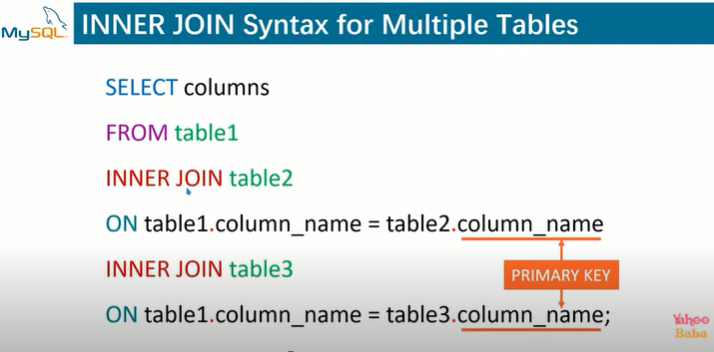 MySQL
INNER JOIN Syntax for Multiple Tables
SELECT columns
FROM table1
INNER JOIN table2
ON table1.column_name = table2.column_name
INNER JOIN table3
PRIMARY KEY
ON table1.column_name = table3.column_name;
Yahoo
Baba